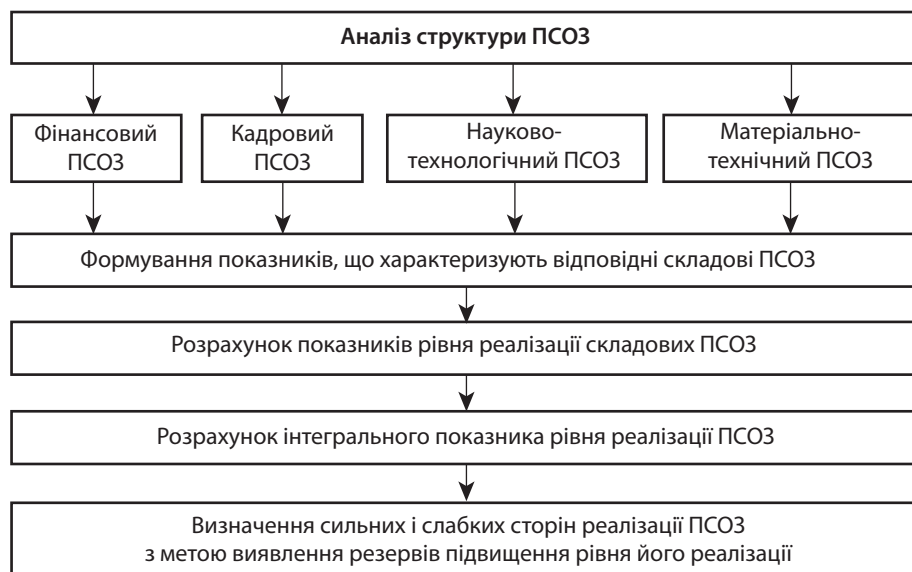 Аналіз структури ПСОЗ
Фінансовий
ПСОЗ
Кадровий
ПСОЗ
Науково-
технологічний ПСОЗ
Матеріально-
технічний ПСОЗ
Формування показників, що характеризують відповідні складові ПСОЗ
Розрахунок показників рівня реалізації складових ПСОЗ
Розрахунок інтегрального показника рівня реалізації ПСОЗ
Визначення сильних і слабких сторін реалізації ПСОЗ
з метою виявлення резервів підвищення рівня його реалізації